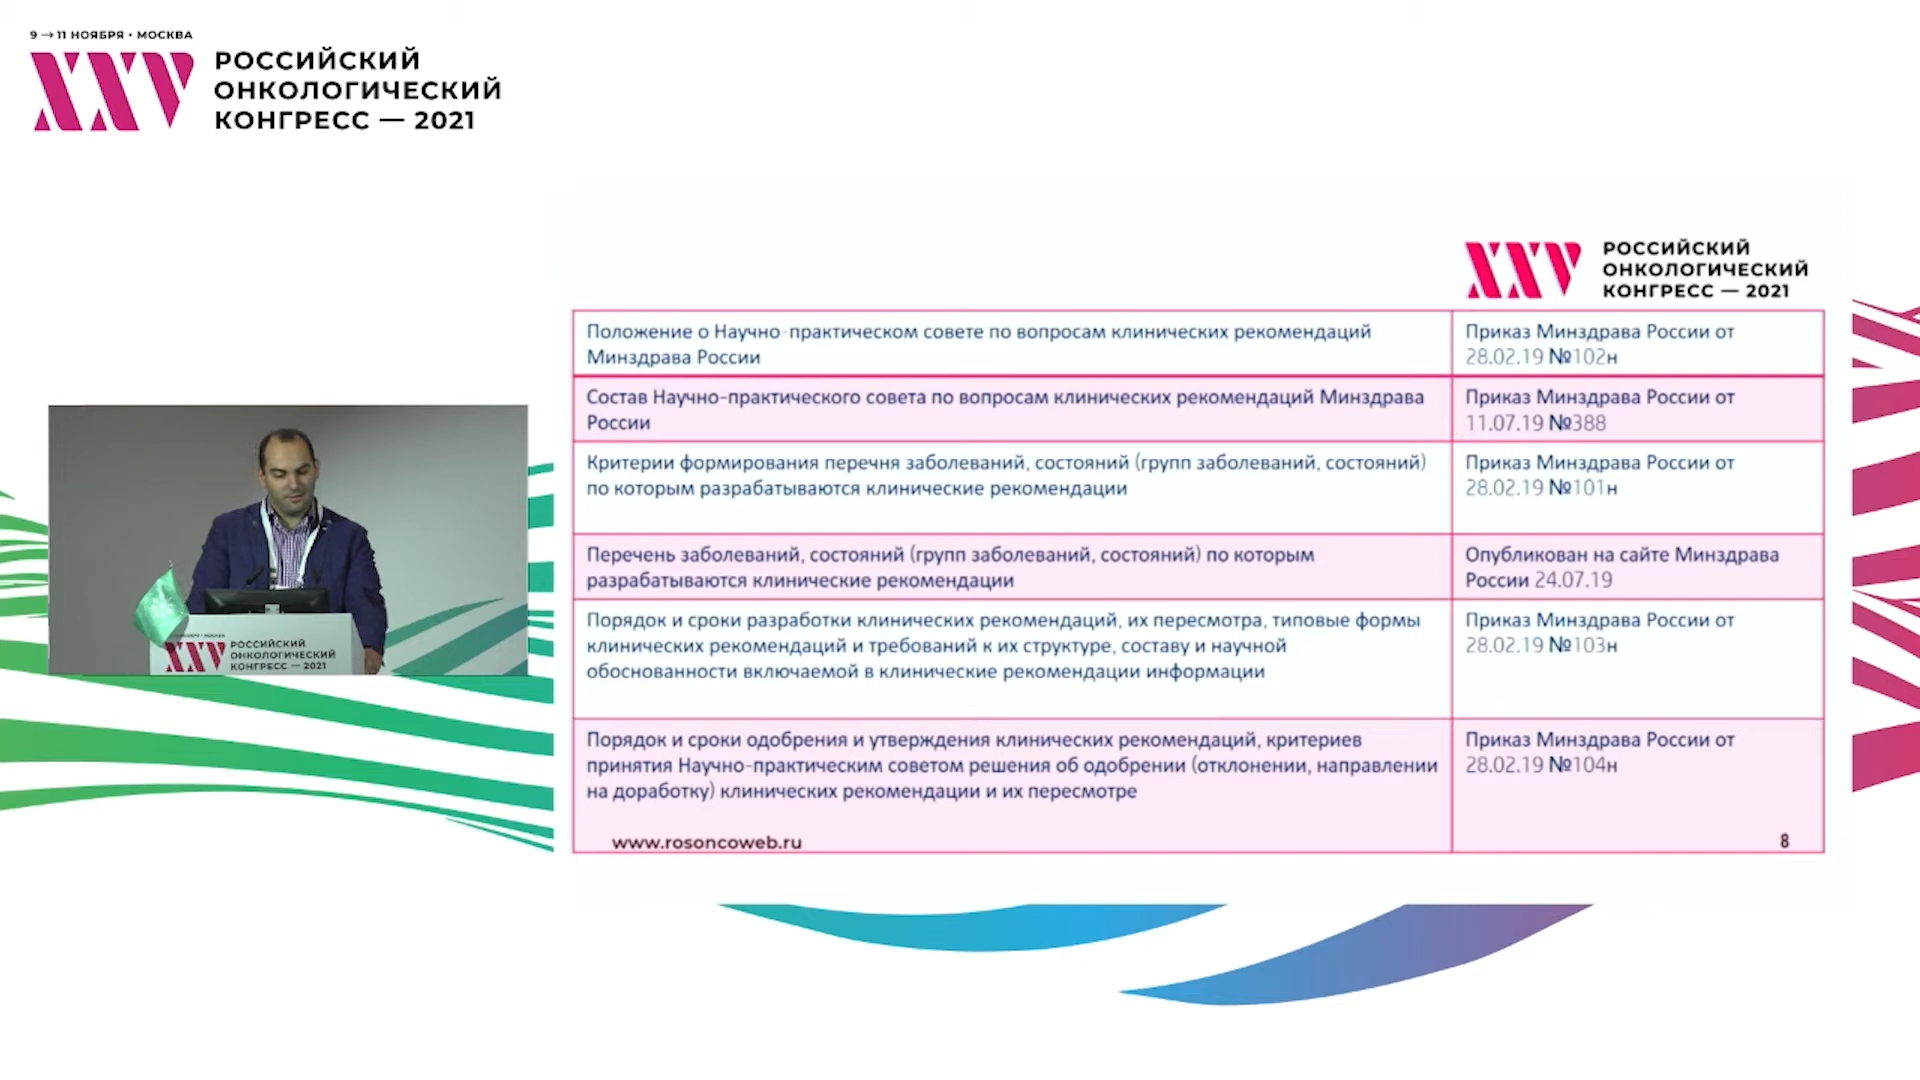 9 → 11 НОЯБРЯ • МОСКВА
XXV
РОССИЙСКИЙ
ОНКОЛОГИЧЕСКИЙ
КОНГРЕСС — 2021
XXV
РОССИЙСКИЙ
ОНКОЛОГИЧЕСКИЙ
КОНГРЕСС — 2021
Положение о Научно-практическом совете по вопросам клинических рекомендаций
Минздрава России
Приказ Минздрава России от
28.02.19 №102н
Состав Научно-практического совета по вопросам клинических рекомендаций Минздрава
России
Приказ Минздрава России от
11.07.19 №388
Критерии формирования перечня заболеваний, состояний (групп заболеваний, состояний)
по которым разрабатываются клинические рекомендации
Приказ Минздрава России от
28.02.19 №101н
Перечень заболеваний, состояний (групп заболеваний, состояний) по которым
разрабатываются клинические рекомендации
Опубликован на сайте Минздрава
России 24.07.19
Порядок и сроки разработки клинических рекомендаций, их пересмотра, типовые формы
клинических рекомендаций и требований к их структуре, составу и научной
обоснованности включаемой в клинические рекомендации информации
Приказ Минздрава России от
28.02.19 №103н
Порядок и сроки одобрения и утверждения клинических рекомендаций, критериев
принятия Научно-практическим советом решения об одобрении (отклонении, направлении
на доработку) клинических рекомендации и их пересмотре
Приказ Минздрава России от
28.02.19 №104н
www.rosoncoweb.ru
8
XXV
РОССИЙСКИЙ
ОНКОЛОГИЧЕСКИЙ
КОНГРЕСС — 2021